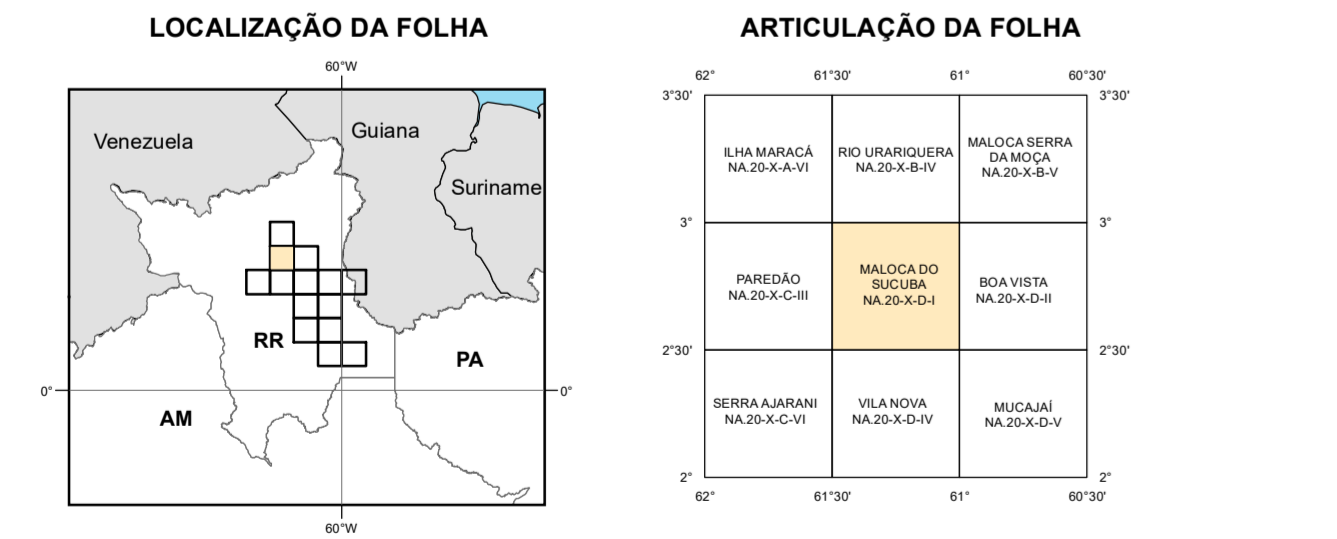 LOCALIZAÇÃO DA FOLHA
60°W
Venezuela
Guiana
Suriname
RR
PA
AM
0°
0°
60°W
ARTICULAÇÃO DA FOLHA
62°
61°30'
61°
60°30'
3°30'
3°30'
ILHA MARACÁ
NA.20-X-A-VI
RIO URARIQUERA
NA.20-X-B-IV
MALOCA SERRA
DA MOÇA
NA.20-X-B-V
3°
3°
PAREDÃO
NA.20-X-C-III
MALOCA DO
SUCUBA
NA.20-X-D-I
BOA VISTA
NA.20-X-D-II
2°30'
2°30'
SERRA AJARANI
NA.20-X-C-VI
VILA NOVA
NA.20-X-D-IV
MUCAJAÍ
NA.20-X-D-V
2°
2°
62°
61°30'
61°
60°30'